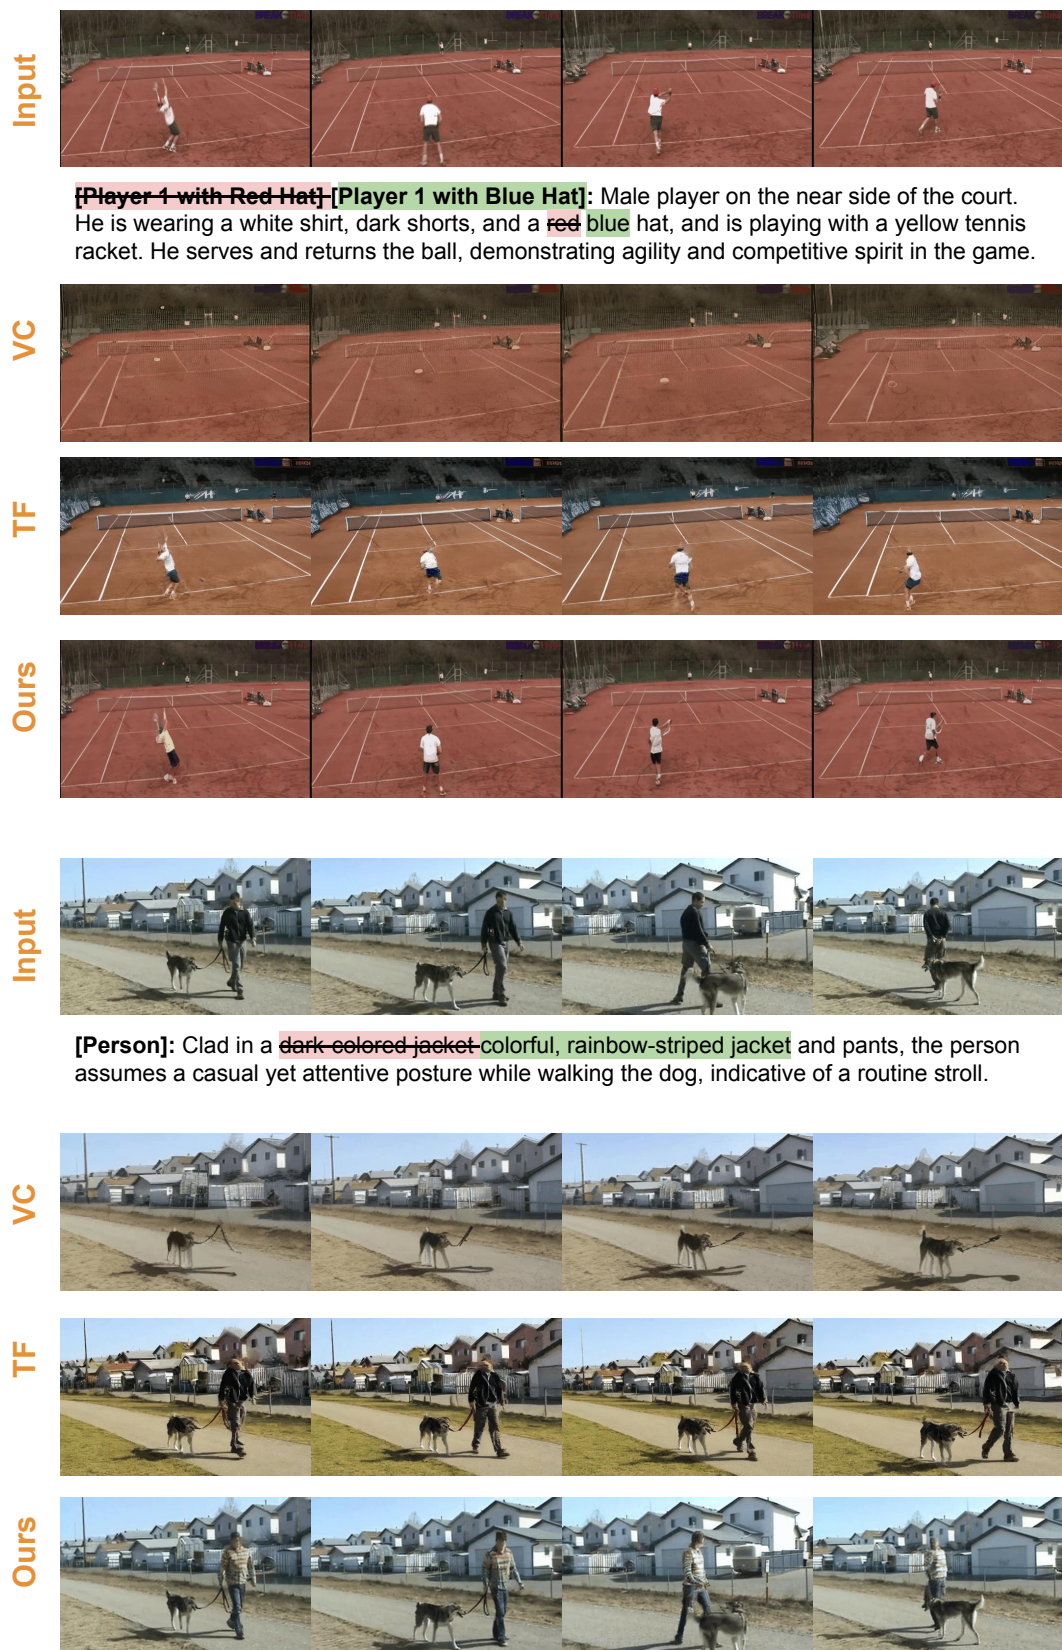 Input
[Player 1 with Red Hat] [Player 1 with Blue Hat]: Male player on the near side of the court.
He is wearing a white shirt, dark shorts, and a red blue hat, and is playing with a yellow tennis
racket. He serves and returns the ball, demonstrating agility and competitive spirit in the game.
VC
TF
Ours
Input
[Person]: Clad in a dark-colored jacket colorful, rainbow-striped jacket and pants, the person
assumes a casual yet attentive posture while walking the dog, indicative of a routine stroll.
VC
TF
Ours